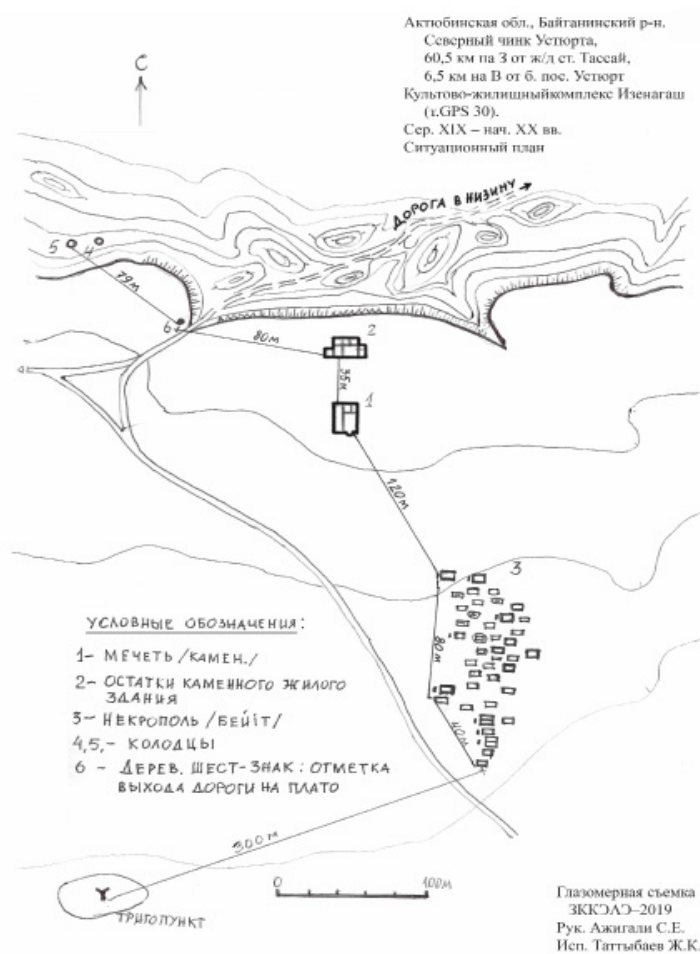 Актюбинская обл., Байганинский р-н.
Северный чинк Устюрта,
60,5 км на З от ж/д ст. Тассай,
6,5 км на В от б. пос. Устюрт
Культово-жилищныйкомплекс Изенагаш
(т.GPS 30).
Сер. XIX – нач. XX вв.
Ситуационный план
С
ДОРОГА В НИЗИНУ
5
4
79м
6
80м
2
35м
1
120м
3
80м
40м
УСЛОВНЫЕ ОБОЗНАЧЕНИЯ:
1- МЕЧЕТЬ /КАМЕН./
2- ОСТАТКИ КАМЕННОГО ЖИЛОГО
ЗДАНИЯ
3- НЕКРОПОЛЬ /БЕЙIТ/
4,5,- КОЛОДЦЫ
6 - ДЕРЕВ. ШЕСТ-ЗНАК: ОТМЕТКА
ВЫХОДА ДОРОГИ НА ПЛАТО
300м
0
100м
ТРИГОПУНКТ
Глазомерная съемка
ЗККЭАЭ–2019
Рук. Ажигали С.Е.
Исп. Таттыбаев Ж.К.